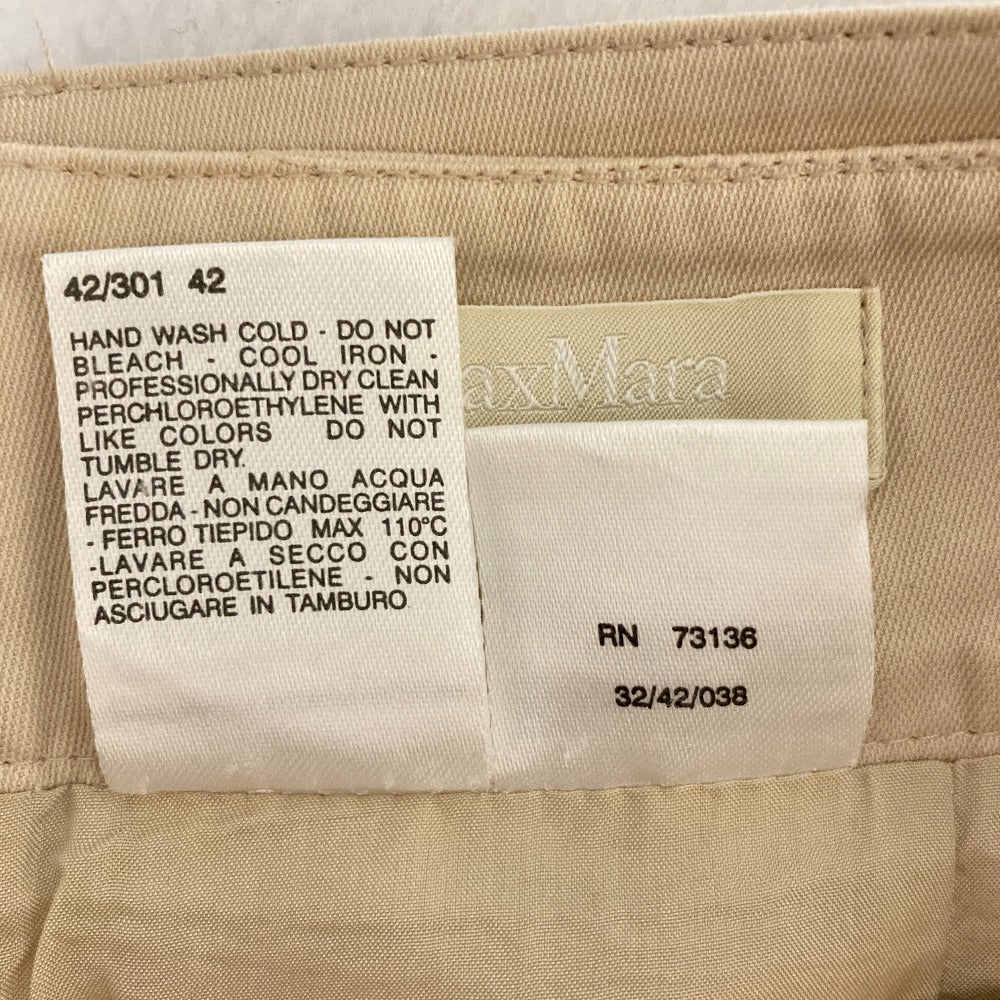 42/301 42
HAND WASH COLD - DO NOT
BLEACH - COOL IRON -
PROFESSIONALLY DRY CLEAN
PERCHLOROETHYLENE WITH
LIKE COLORS DO NOT
TUMBLE DRY.
LAVARE A MANO ACQUA
FREDDA - NON CANDEGGIARE
- FERRO TIEPIDO MAX 110°C
-LAVARE A SECCO CON
PERCLOROETILENE - NON
ASCIUGARE IN TAMBURO
axMara
RN 73136
32/42/038